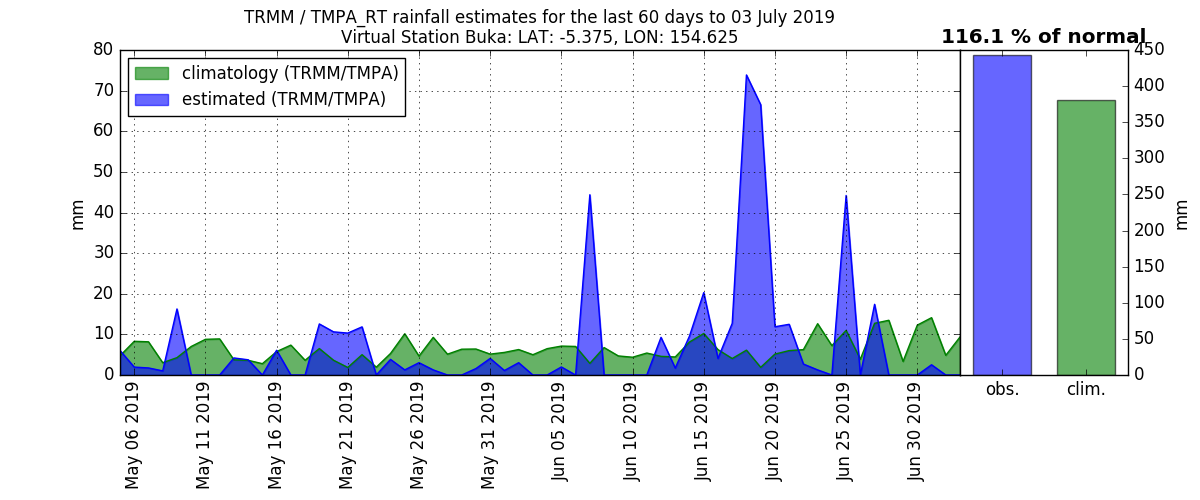 TRMM / TMPA_RT rainfall estimates for the last 60 days to 03 July 2019
Virtual Station Buka: LAT: -5.375, LON: 154.625
116.1 % of normal
climatology (TRMM/TMPA)
estimated (TRMM/TMPA)
mm
80
70
60
50
40
30
20
10
0
May 06 2019
May 11 2019
May 16 2019
May 21 2019
May 26 2019
May 31 2019
Jun 05 2019
Jun 10 2019
Jun 15 2019
Jun 20 2019
Jun 25 2019
Jun 30 2019
obs.
clim.
450
400
350
300
250
200
150
100
50
0
mm